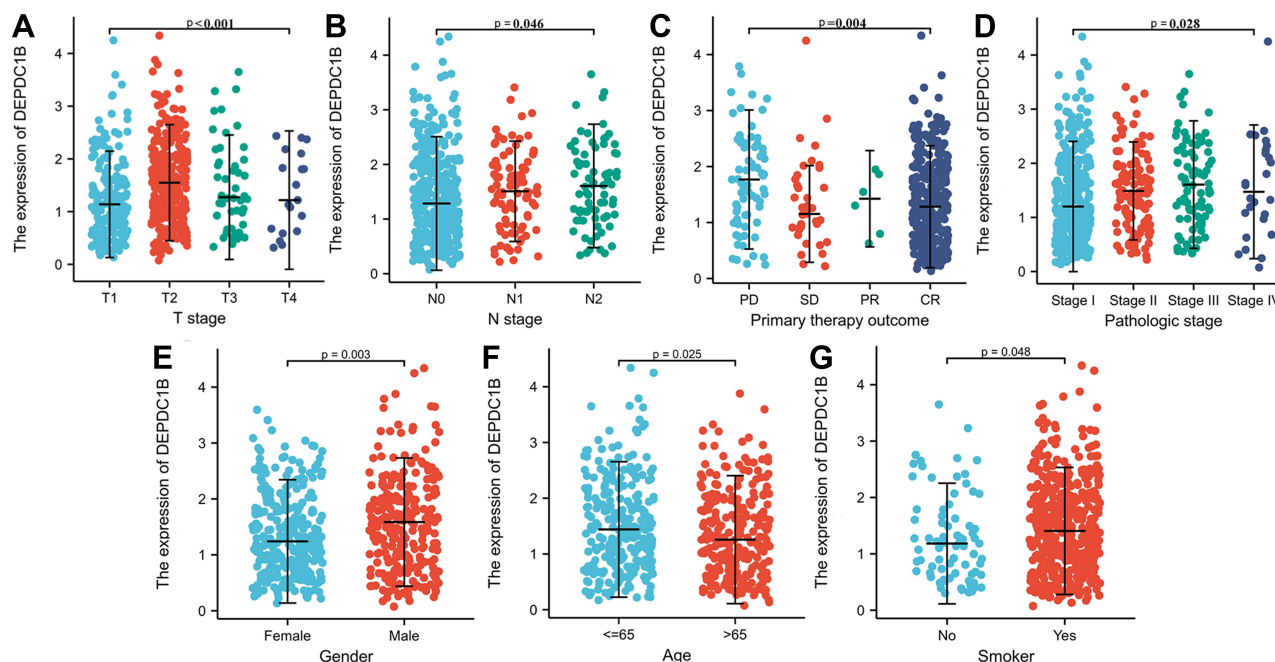 A
p < 0.001
The expression of DEPDC1B
4
3
2
1
0
T1 T2 T3 T4
T stage
B
p = 0.046
The expression of DEPDC1B
4
3
2
1
0
N0 N1 N2
N stage
C
p =0.004
The expression of DEPDC1B
4
3
2
1
0
PD SD PR CR
Primary therapy outcome
D
p = 0.028
The expression of DEPDC1B
4
3
2
1
0
Stage I Stage II Stage III Stage IV
Pathologic stage
E
p = 0.003
The expression of DEPDC1B
4
3
2
1
0
Female Male
Gender
F
p = 0.025
The expression of DEPDC1B
4
3
2
1
0
<=65 >65
Age
G
p = 0.048
The expression of DEPDC1B
4
3
2
1
0
No Yes
Smoker